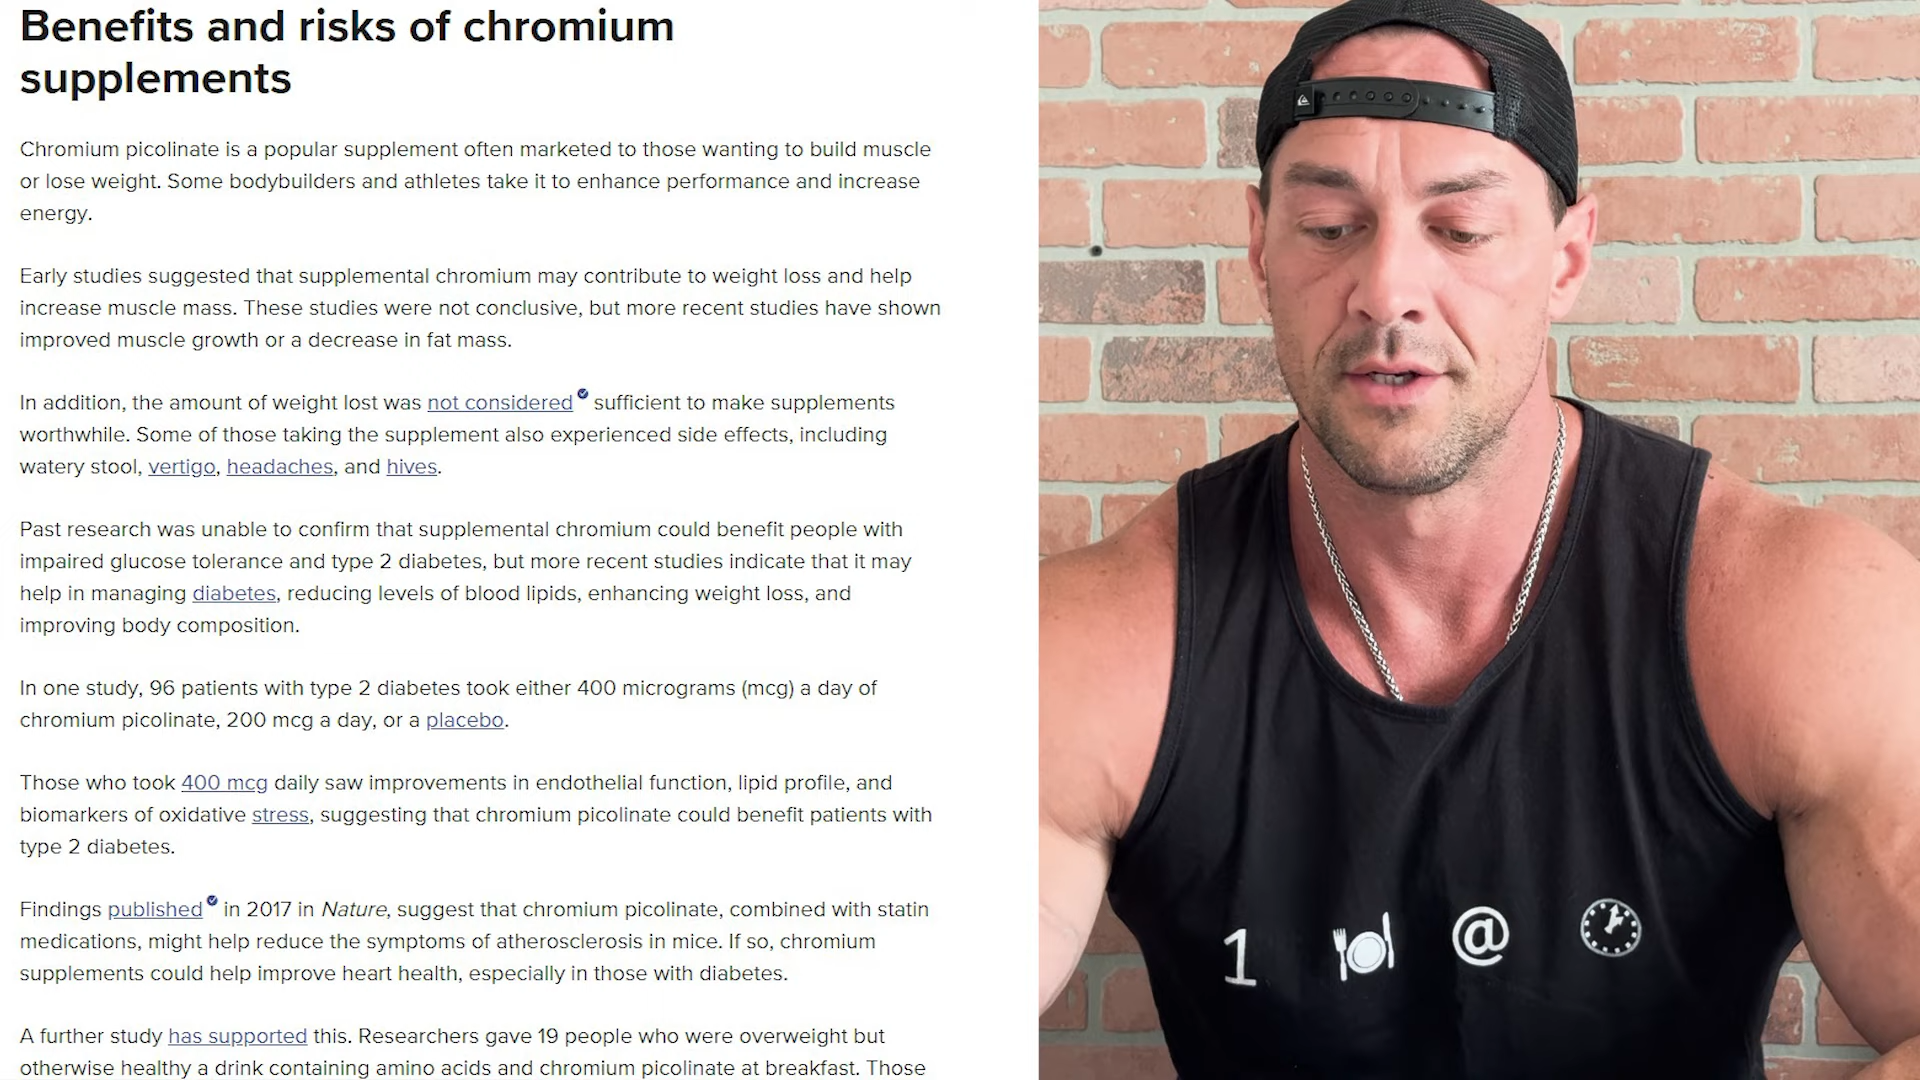 Benefits and risks of chromium
supplements
Chromium picolinate is a popular supplement often marketed to those wanting to build muscle
or lose weight. Some bodybuilders and athletes take it to enhance performance and increase
energy.
Early studies suggested that supplemental chromium may contribute to weight loss and help
increase muscle mass. These studies were not conclusive, but more recent studies have shown
improved muscle growth or a decrease in fat mass.
In addition, the amount of weight lost was not considered sufficient to make supplements
worthwhile. Some of those taking the supplement also experienced side effects, including
watery stool, vertigo, headaches, and hives.
Past research was unable to confirm that supplemental chromium could benefit people with
impaired glucose tolerance and type 2 diabetes, but more recent studies indicate that it may
help in managing diabetes, reducing levels of blood lipids, enhancing weight loss, and
improving body composition.
In one study, 96 patients with type 2 diabetes took either 400 micrograms (mcg) a day of
chromium picolinate, 200 mcg a day, or a placebo.
Those who took 400 mcg daily saw improvements in endothelial function, lipid profile, and
biomarkers of oxidative stress, suggesting that chromium picolinate could benefit patients with
type 2 diabetes.
Findings published in 2017 in Nature, suggest that chromium picolinate, combined with statin
medications, might help reduce the symptoms of atherosclerosis in mice. If so, chromium
supplements could help improve heart health, especially in those with diabetes.
A further study has supported this. Researchers gave 19 people who were overweight but
otherwise healthy a drink containing amino acids and chromium picolinate at breakfast. Those
1 @